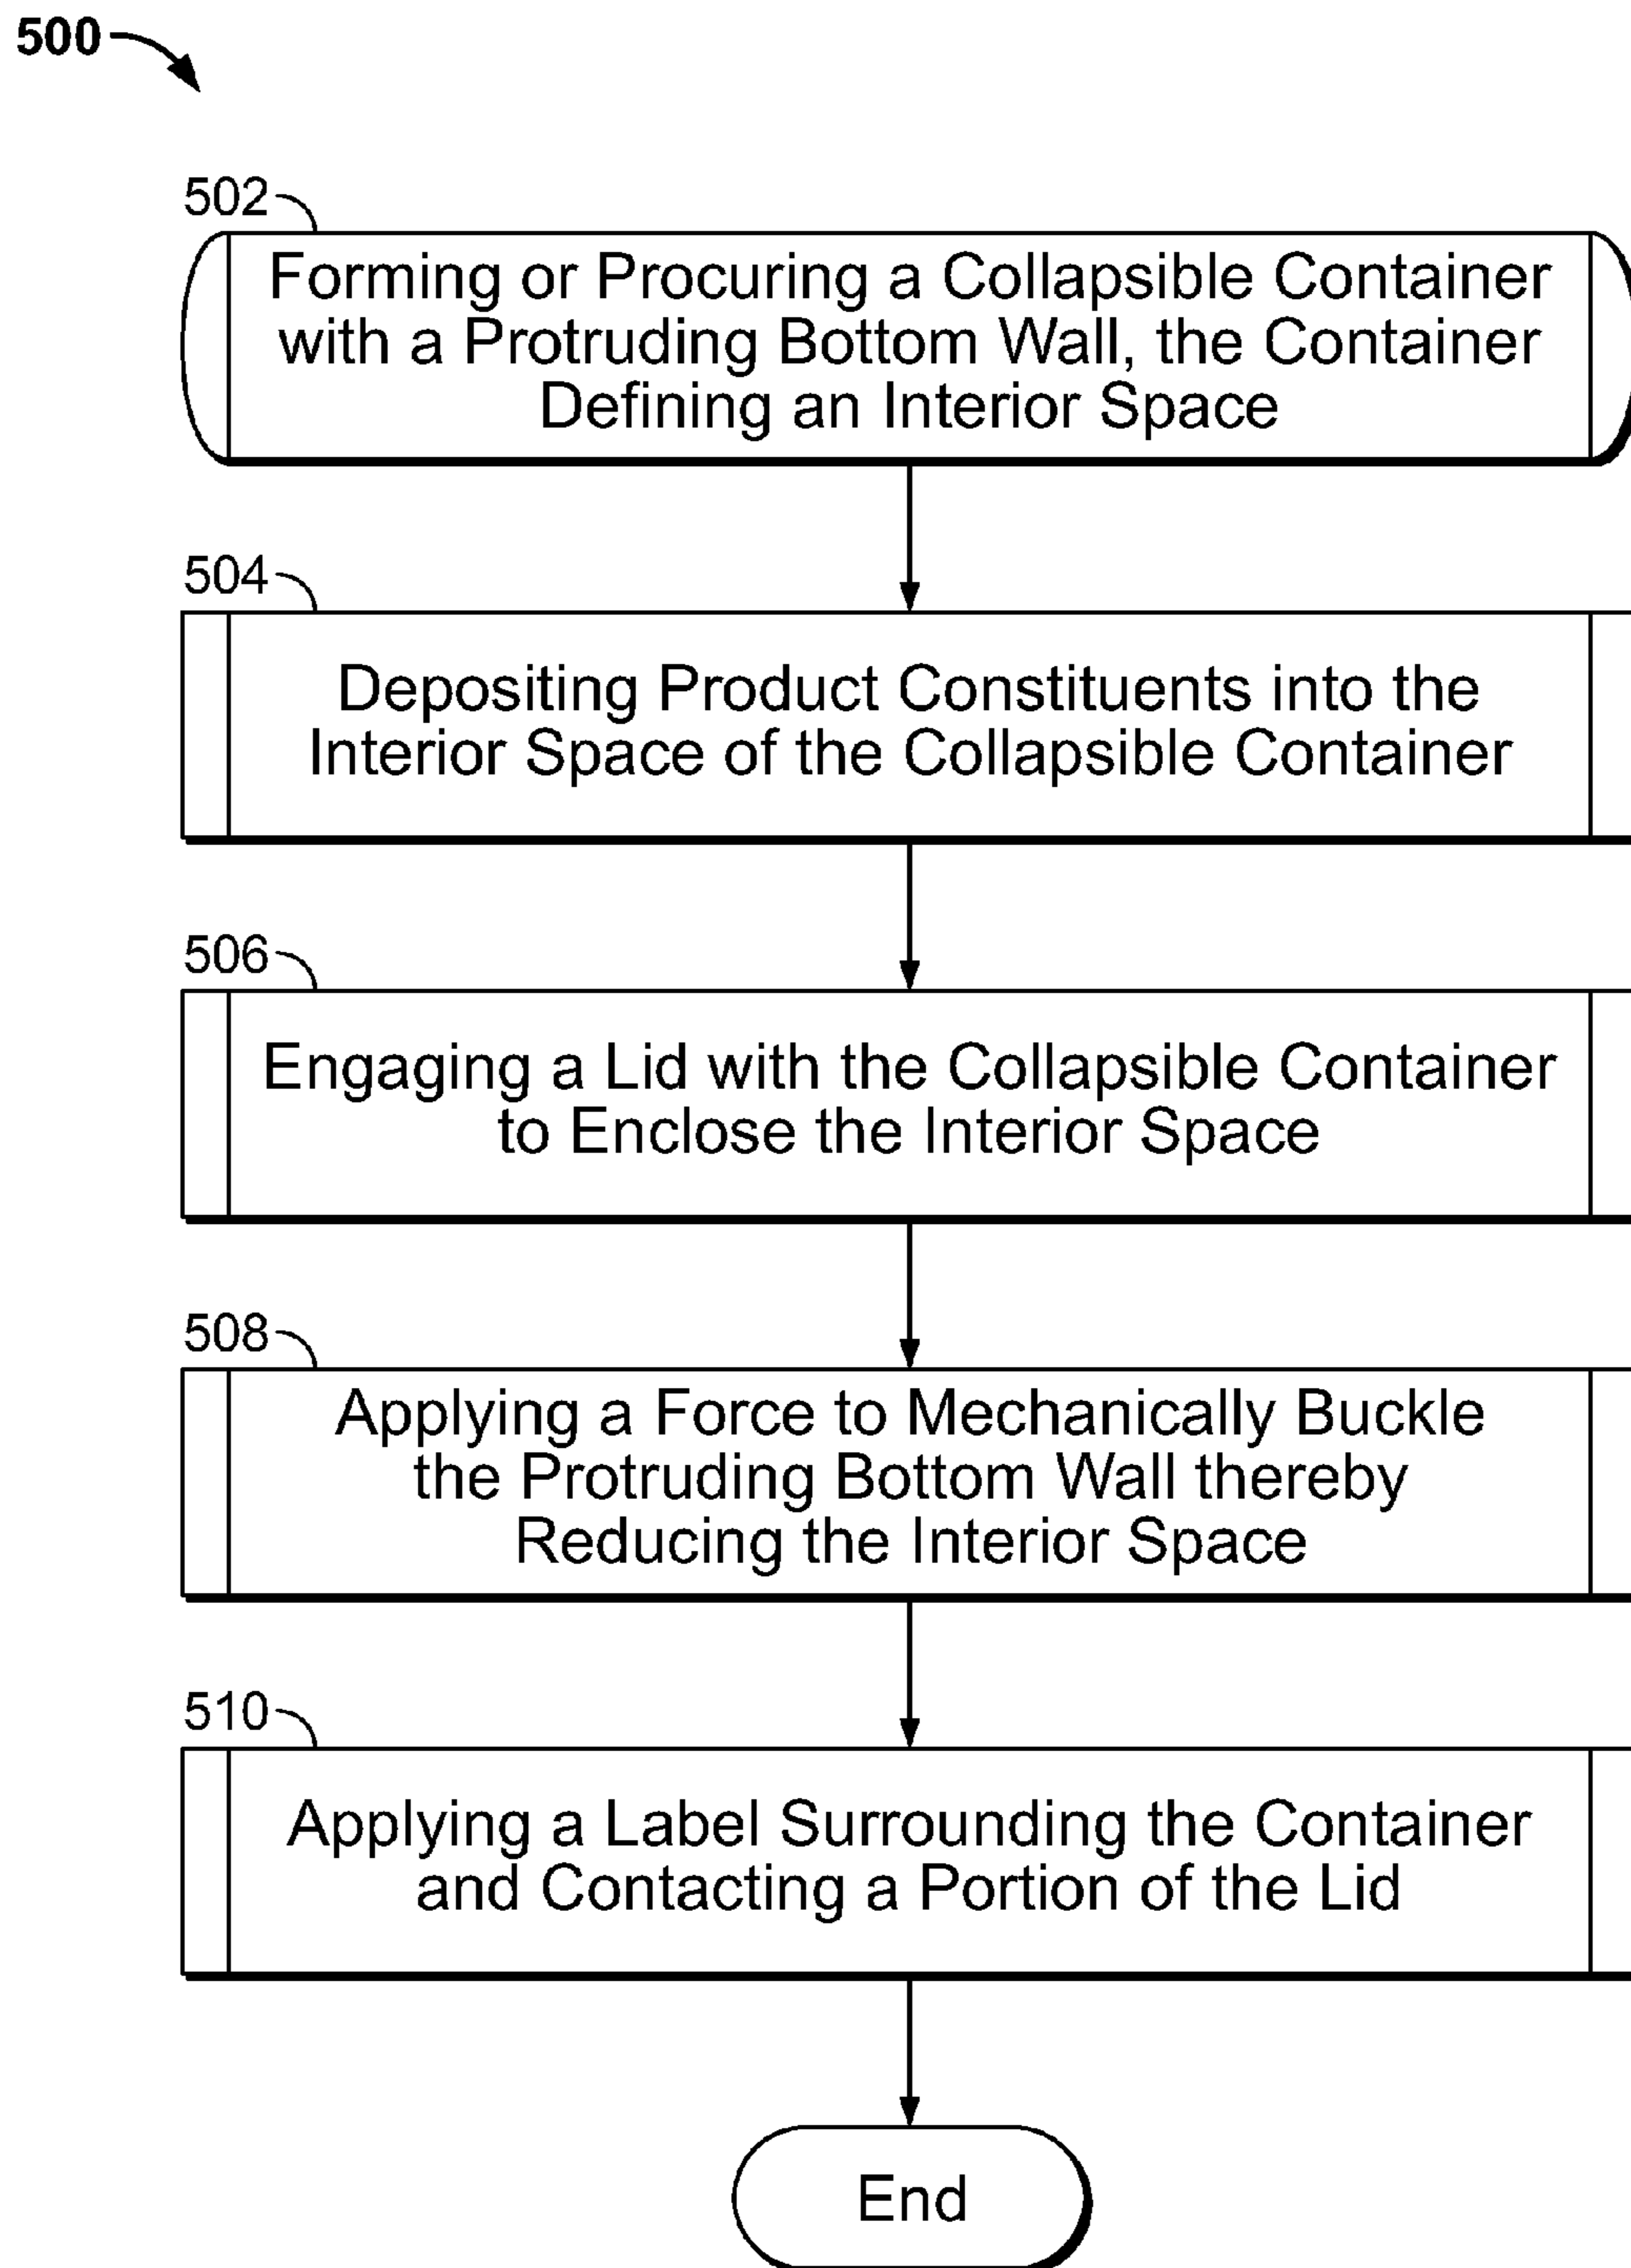 500
502
Forming or Procuring a Collapsible Container
with a Protruding Bottom Wall, the Container
Defining an Interior Space
504
Depositing Product Constituents into the
Interior Space of the Collapsible Container
506
Engaging a Lid with the Collapsible Container
to Enclose the Interior Space
508
Applying a Force to Mechanically Buckle
the Protruding Bottom Wall thereby
Reducing the Interior Space
510
Applying a Label Surrounding the Container
and Contacting a Portion of the Lid
End